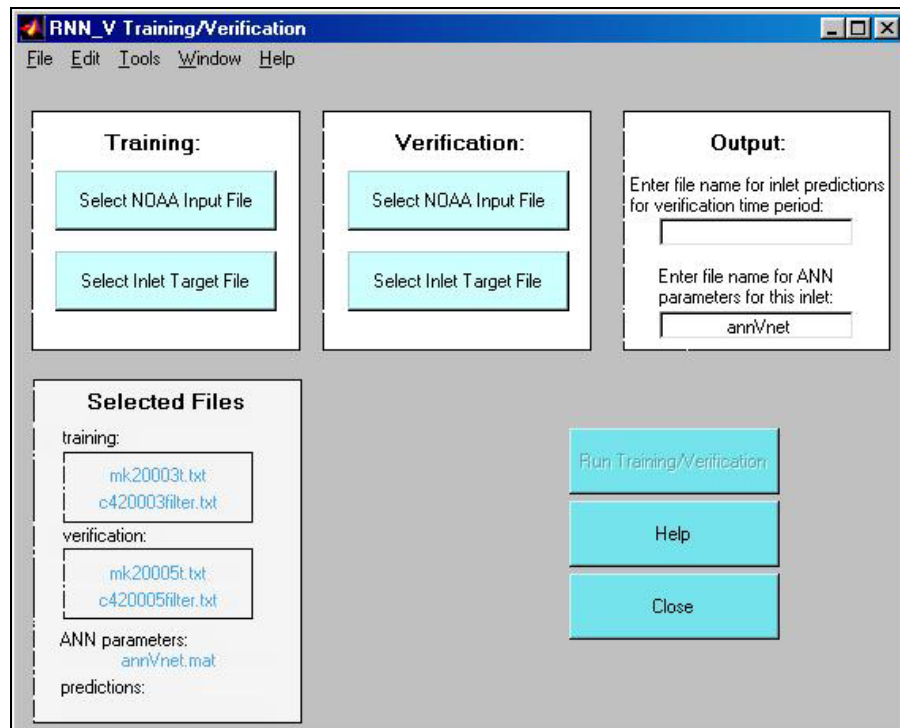 RNN_V Training/Verification
File Edit Tools Window Help
Training:
Select NOAA Input File
Select Inlet Target File
Verification:
Select NOAA Input File
Select Inlet Target File
Output:
Enter file name for inlet predictions
for verification time period:
Enter file name for ANN
parameters for this inlet:
annVnet
Selected Files
training:
mk20003t.txt
c420003filter.txt
verification:
mk20005t.txt
c420005filter.txt
ANN parameters:
annVnet.mat
predictions:
Run Training/Verification
Help
Close